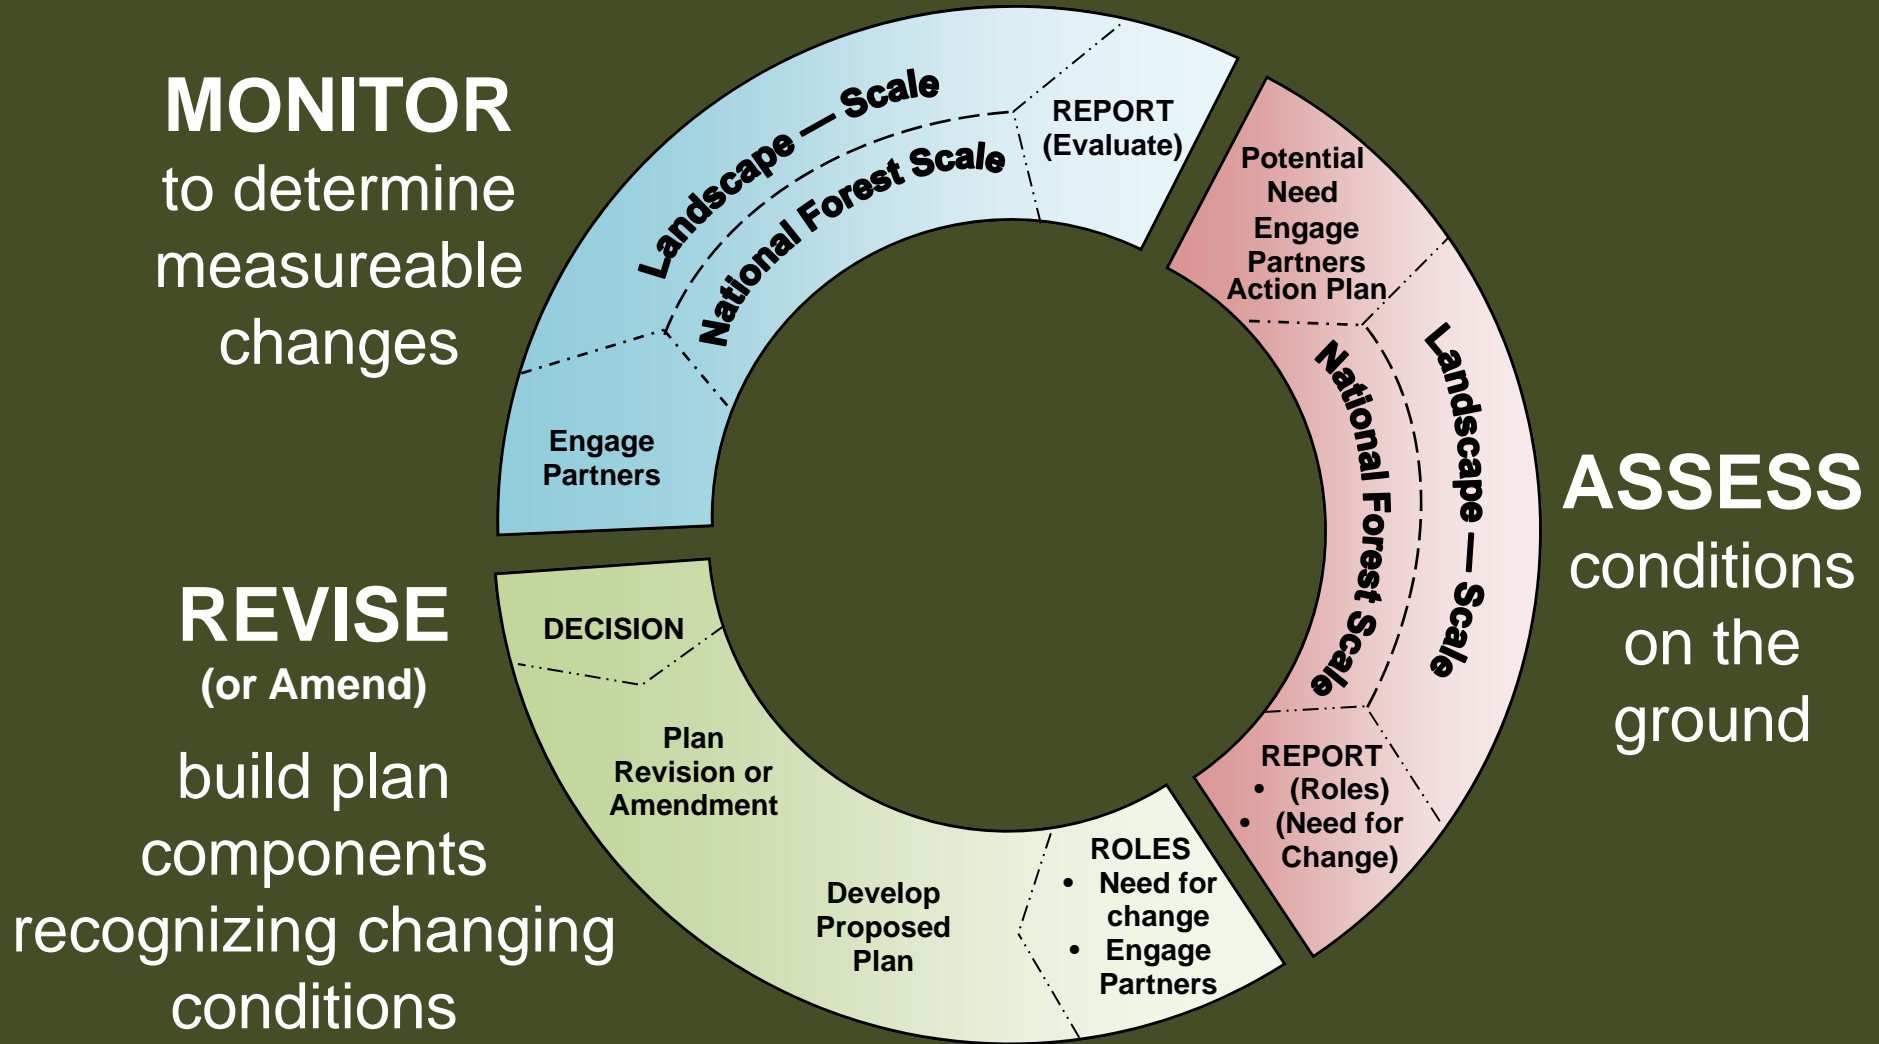 MONITOR
to determine
measureable
changes
Landscape — Scale
National Forest Scale
REPORT
(Evaluate)
Engage
Partners
Potential
Need
Engage
Partners
Action Plan
Landscape — Scale
National Forest Scale
REPORT
• (Roles)
• (Need for
Change)
ASSESS
conditions
on the
ground
ROLES
• Need for
change
• Engage
Partners
Develop
Proposed
Plan
Plan
Revision or
Amendment
DECISION
REVISE
(or Amend)
build plan
components
recognizing changing
conditions